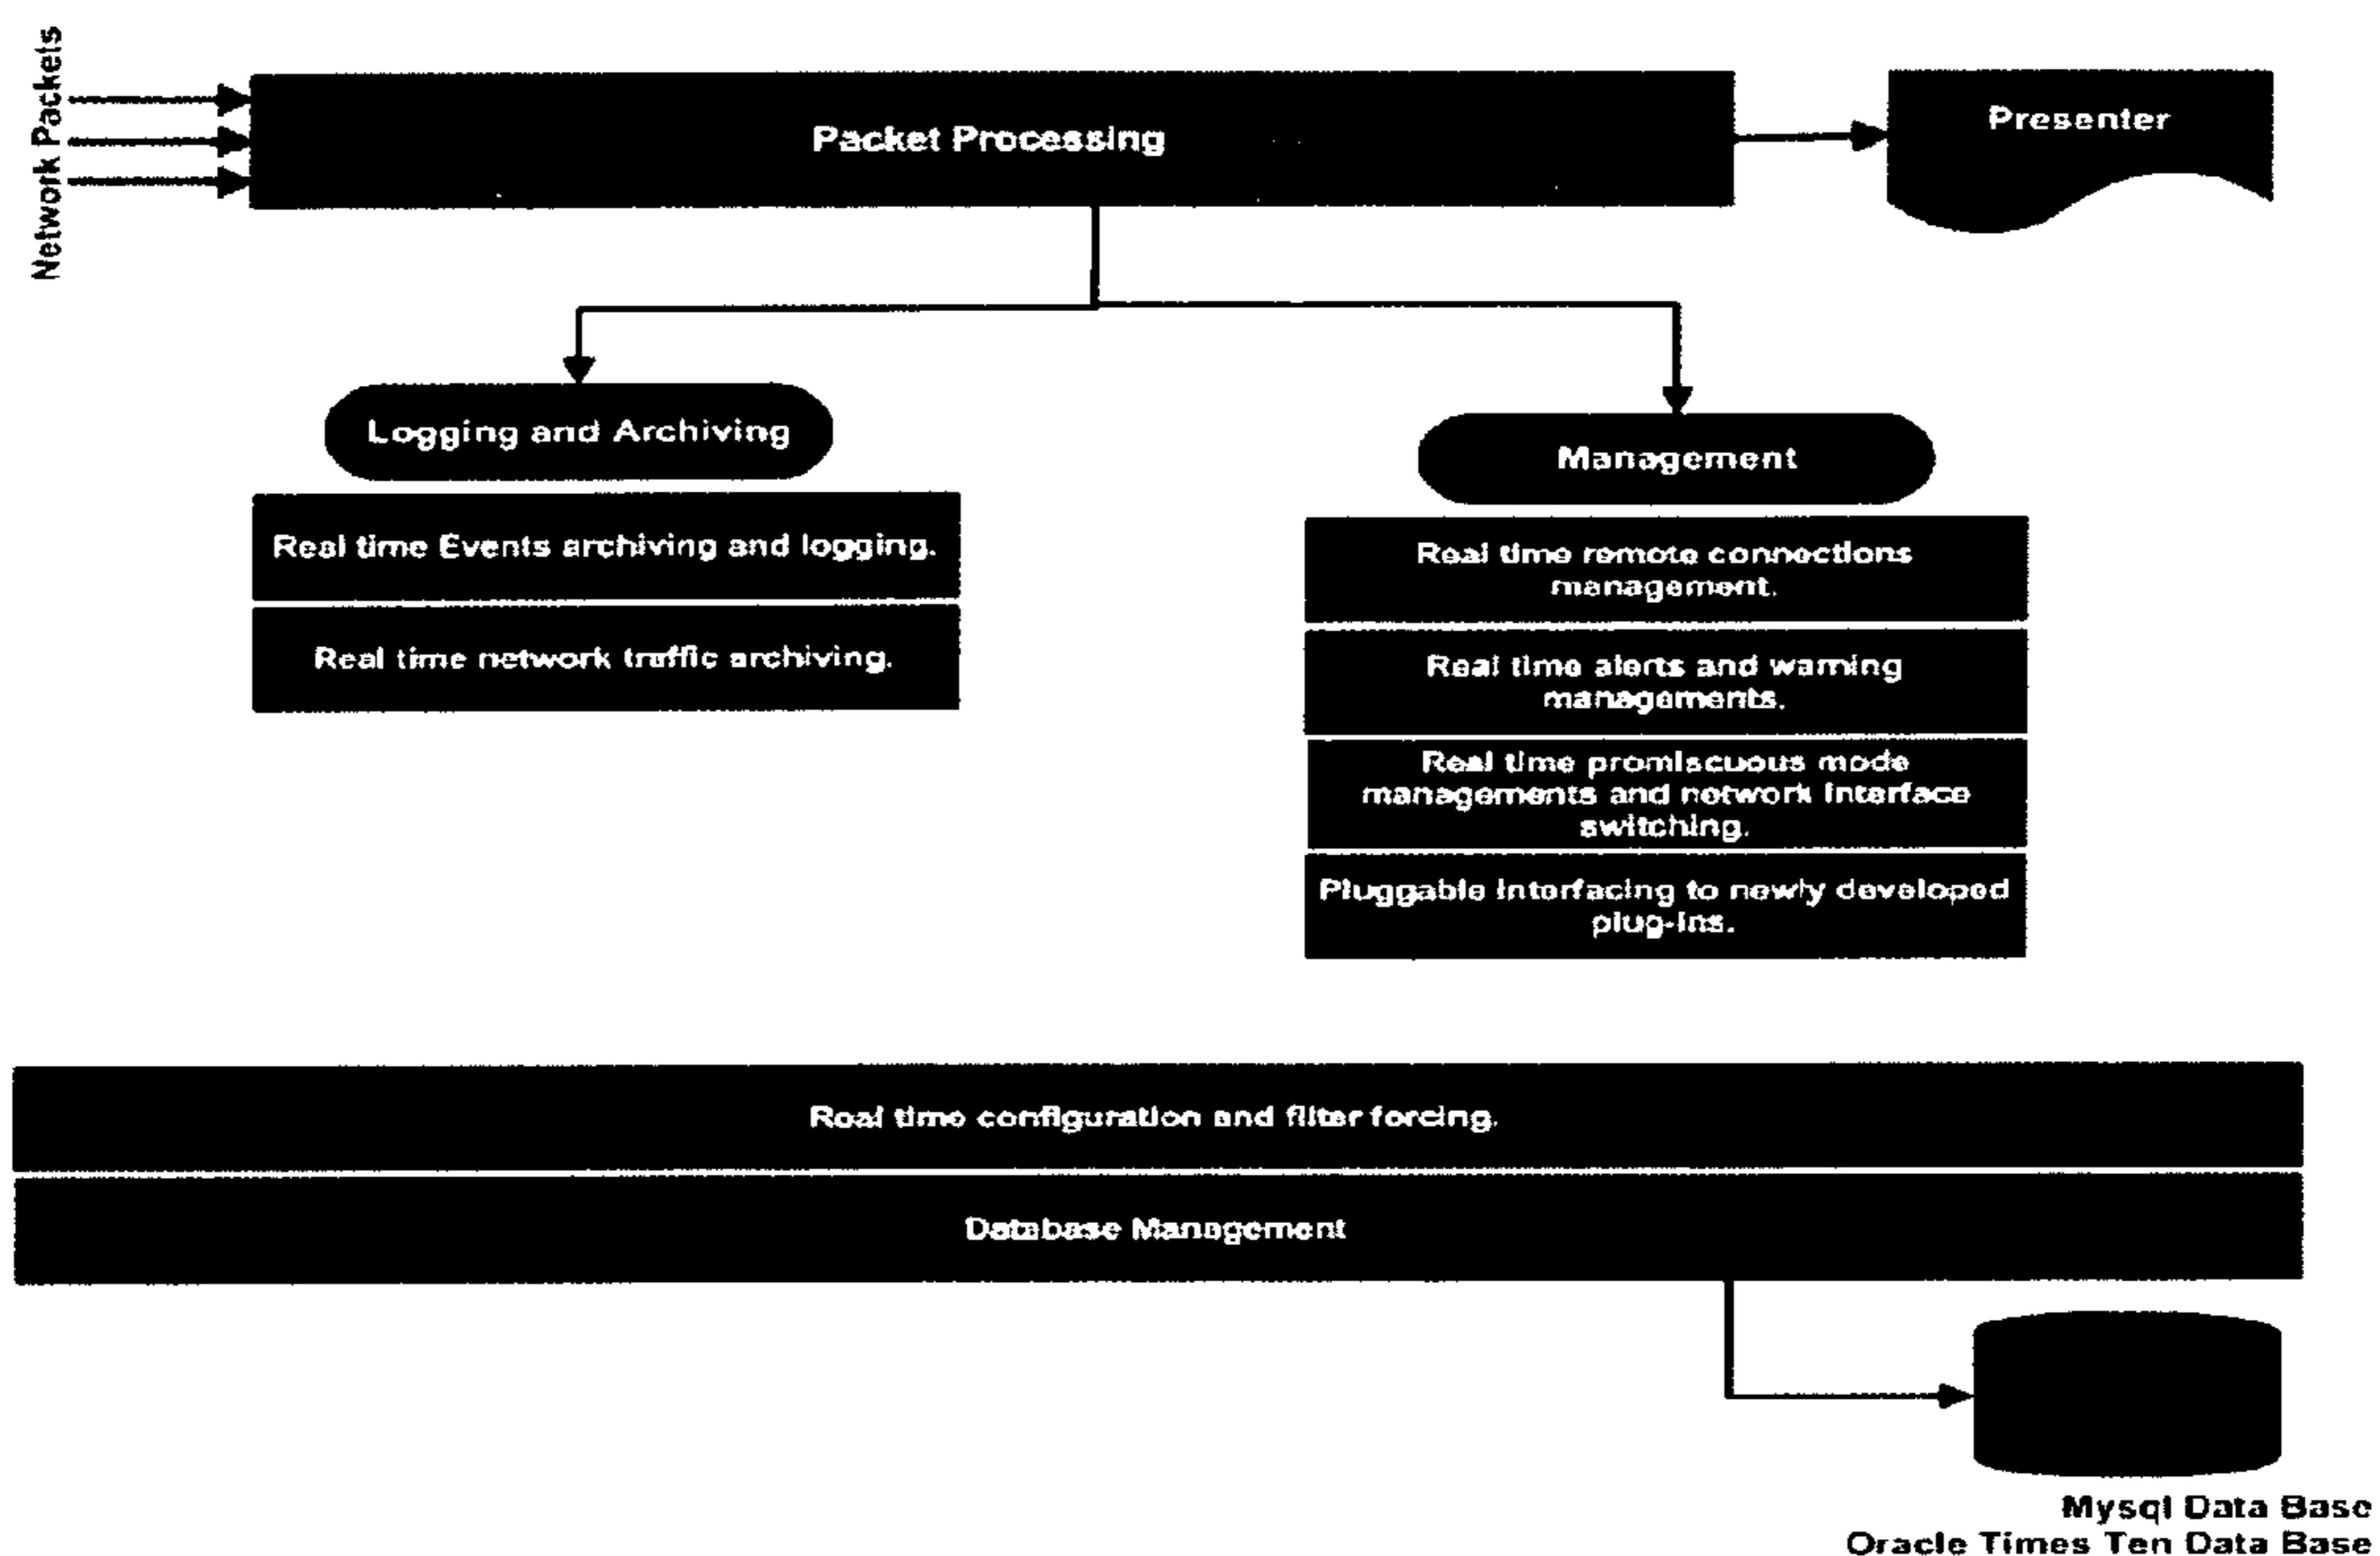 Network Packets
Packet Processing
Presenter
Logging and Archiving
Management
Real time Events archiving and logging.
Real time network traffic archiving.
Real time remote connections
management.
Real time alerts and warning
managements.
Real time promiscuous mode
managements and network interface
switching.
Pluggable interfacing to newly developed
plug-ins.
Real time configuration and filter forcing.
Database Management
Mysql Data Base
Oracle Times Ten Data Base